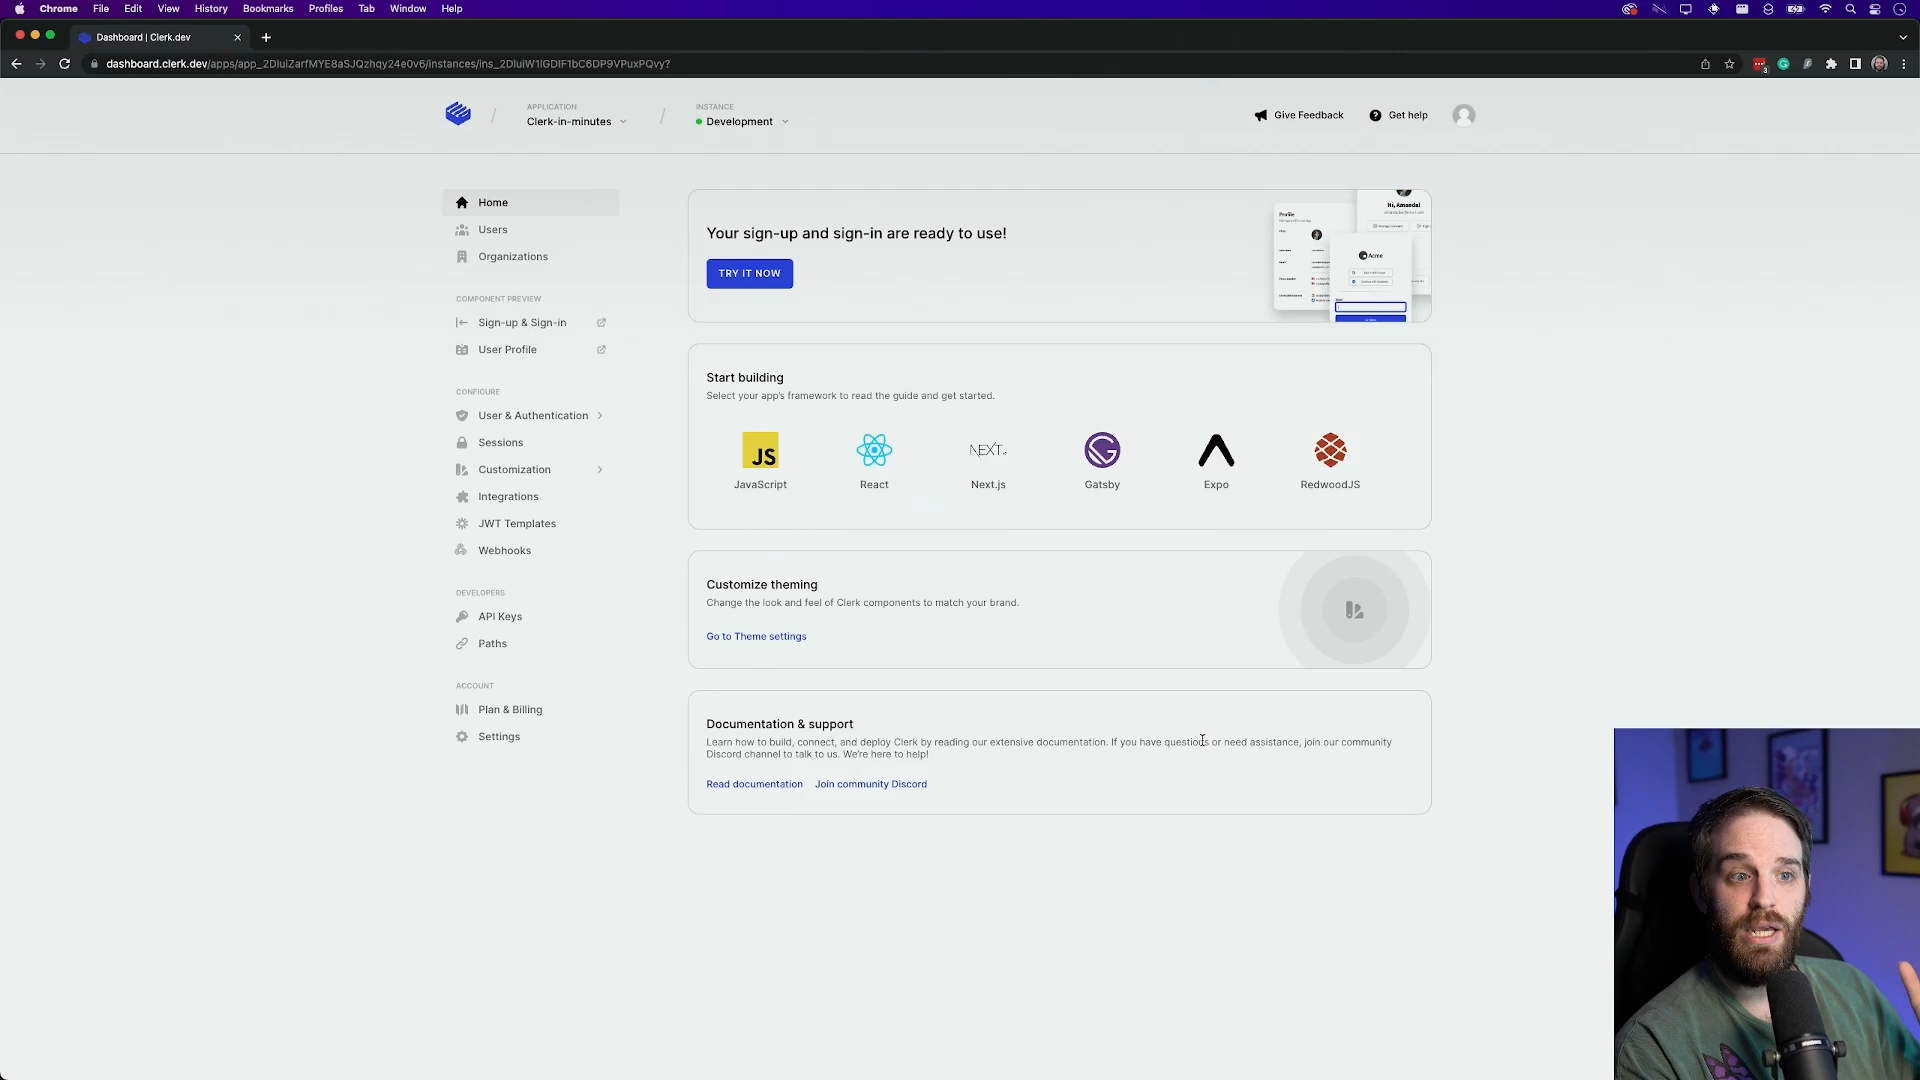 Chrome File Edit View History Bookmarks Profiles Tab Window Help
Dashboard | Clerk.dev
dashboard.clerk.dev/apps/app_2DIuiZarfMYE8aSJQzhqy24e0v6/instances/ins_2DIuiW1IGDIF1bC6DP9VPuxPQvy?
APPLICATION
Clerk-in-minutes
INSTANCE
Development
Give Feedback
Get help
Home
Users
Organizations
COMPONENT PREVIEW
Sign-up & Sign-in
User Profile
CONFIGURE
User & Authentication
Sessions
Customization
Integrations
JWT Templates
Webhooks
DEVELOPERS
API Keys
Paths
ACCOUNT
Plan & Billing
Settings
Your sign-up and sign-in are ready to use!
TRY IT NOW
Profile
Hi, Amanda!
Acme
Start building
Select your app's framework to read the guide and get started.
JS
JavaScript
React
NEXT.
Next.js
Gatsby
Expo
RedwoodJS
Customize theming
Change the look and feel of Clerk components to match your brand.
Go to Theme settings
Documentation & support
Learn how to build, connect, and deploy Clerk by reading our extensive documentation. If you have questions or need assistance, join our community
Discord channel to talk to us. We're here to help!
Read documentation Join community Discord